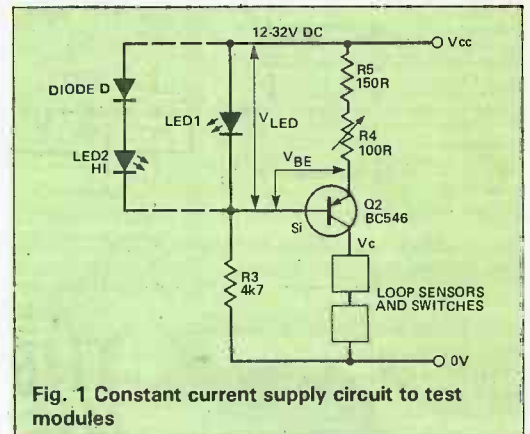 12-32V DC
Vcc
R5
150R
DIODE D
LED1
VLED
R4
100R
LED2
HI
VBE
Q2
BC546
Si
Vc
R3
4k7
LOOP SENSORS
AND SWITCHES
0V
Fig. 1 Constant current supply circuit to test
modules